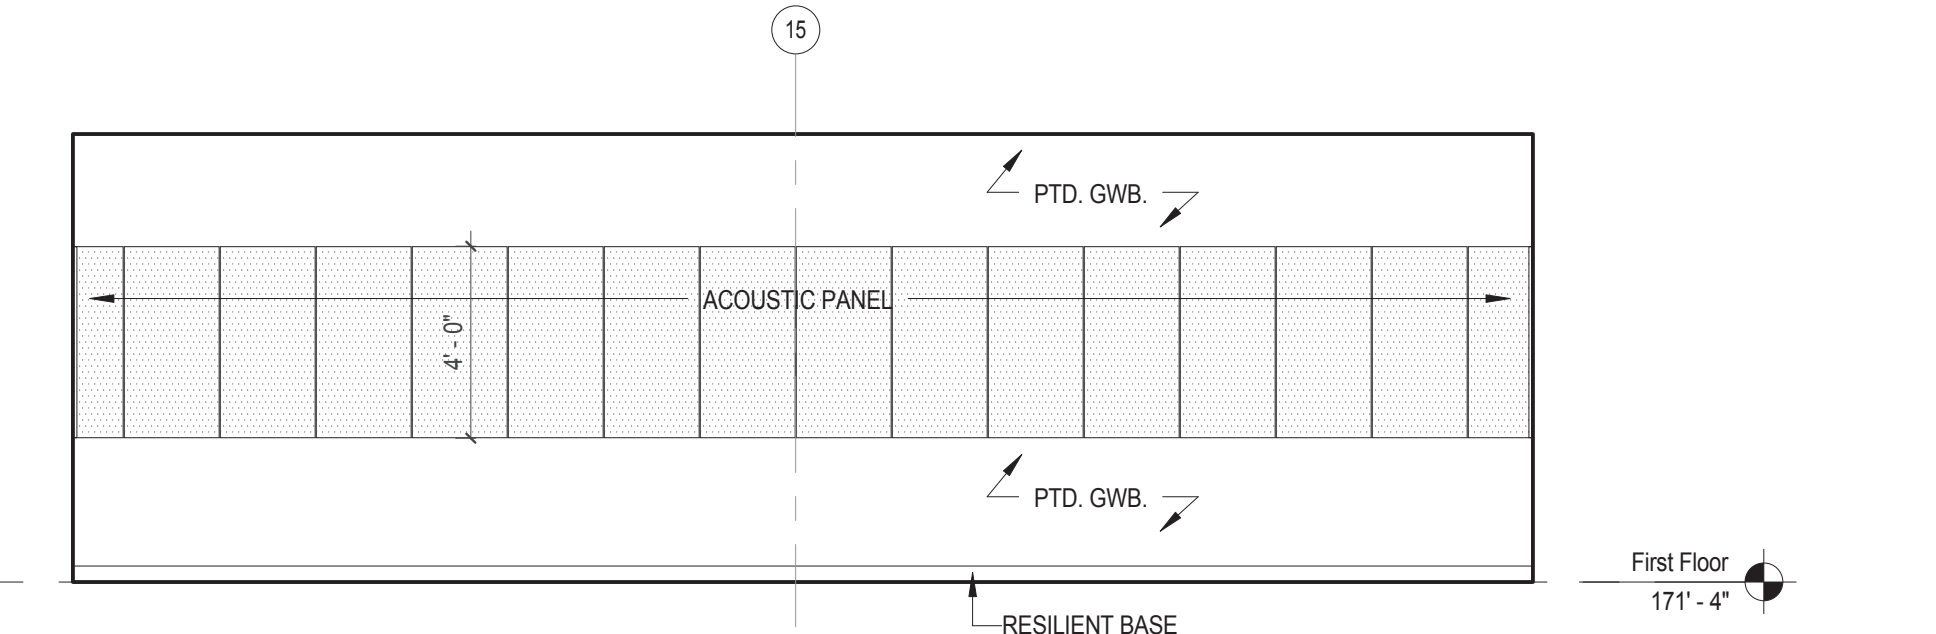 15
PTD. GWB.
ACOUSTIC PANEL
4' - 0"
PTD. GWB.
First Floor
171' - 4"
RESILIENT BASE